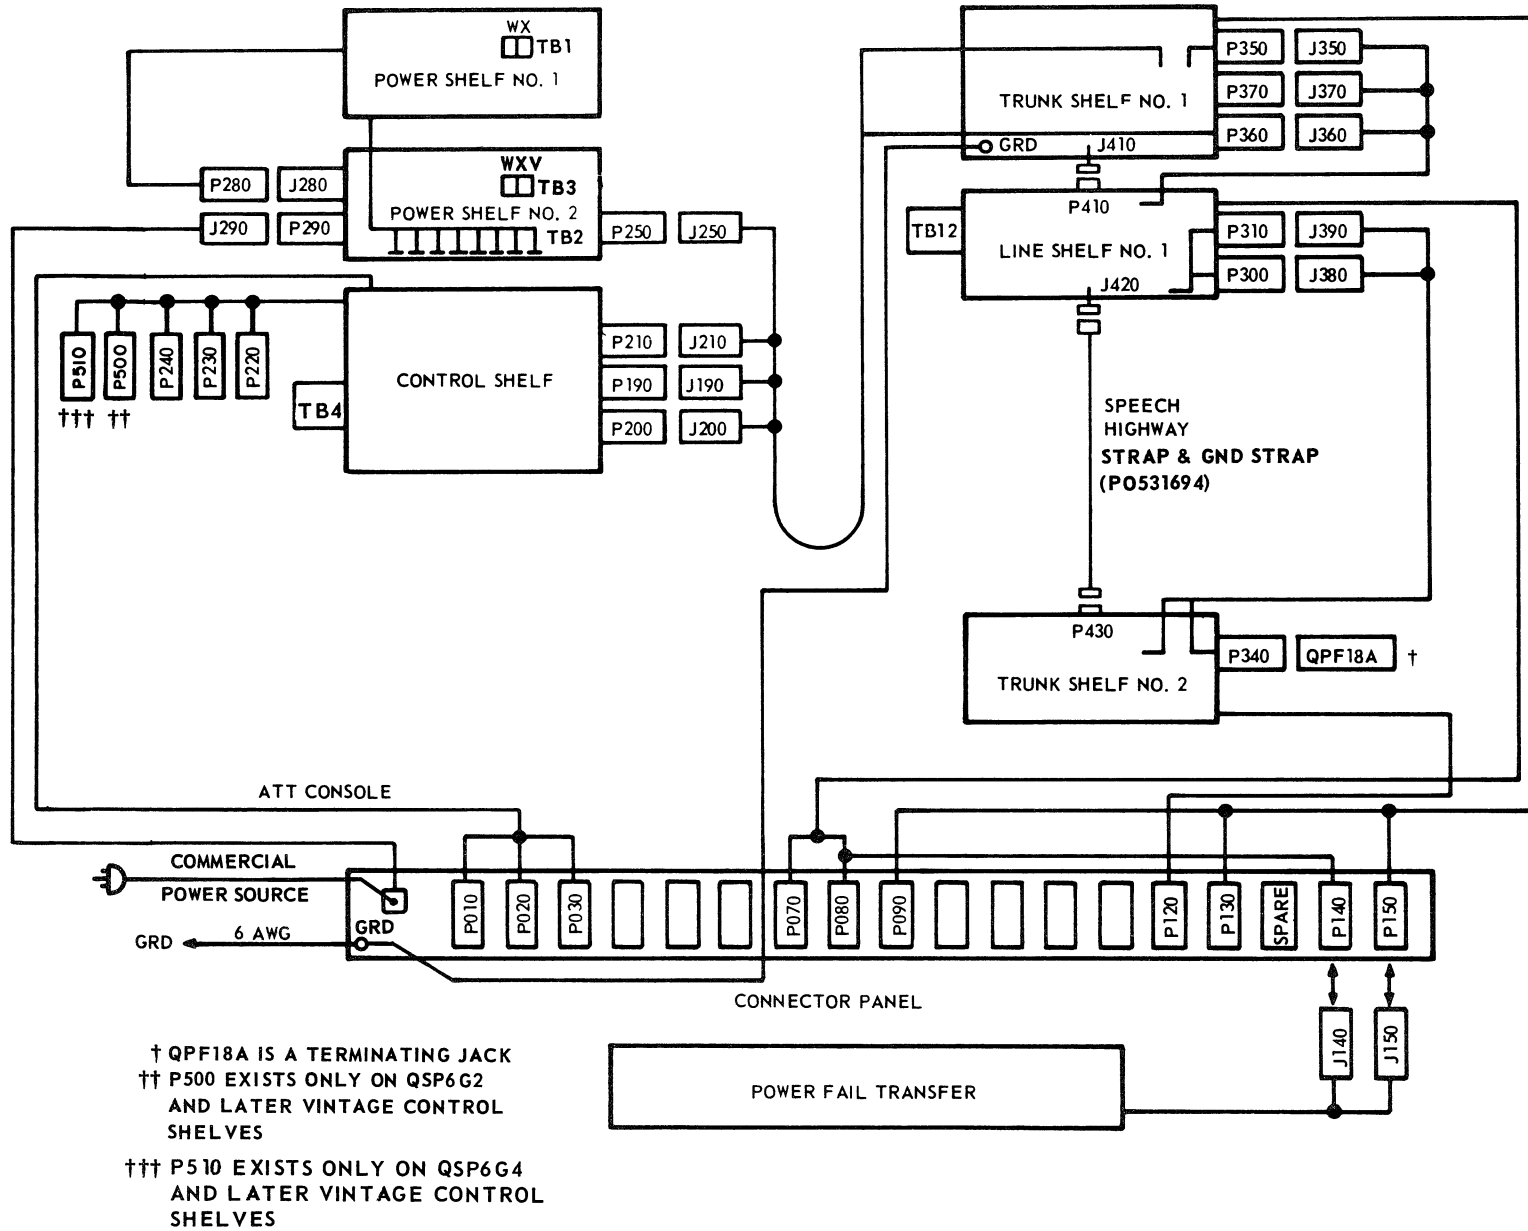 WX
TB1
POWER SHELF NO. 1
WXV
TB3
POWER SHELF NO. 2
TB2
P280
J280
J290
P290
P250
J250
P510
P500
P240
P230
P220
†††
††
TB4
CONTROL SHELF
P210
J210
P190
J190
P200
J200
TRUNK SHELF NO. 1
GRD
J410
P350
J350
P370
J370
P360
J360
TB12
P410
LINE SHELF NO. 1
J420
P310
J390
P300
J380
SPEECH
HIGHWAY
STRAP & GND STRAP
(PO531694)
P430
TRUNK SHELF NO. 2
P340
QPF18A
†
ATT CONSOLE
COMMERCIAL
POWER SOURCE
GRD
6 AWG
GRD
P010
P020
P030
P070
P080
P090
P120
P130
SPARE
P140
P150
CONNECTOR PANEL
J140
J150
POWER FAIL TRANSFER
† QPF18A IS A TERMINATING JACK
†† P500 EXISTS ONLY ON QSP6G2
AND LATER VINTAGE CONTROL
SHELVES
††† P510 EXISTS ONLY ON QSP6G4
AND LATER VINTAGE CONTROL
SHELVES